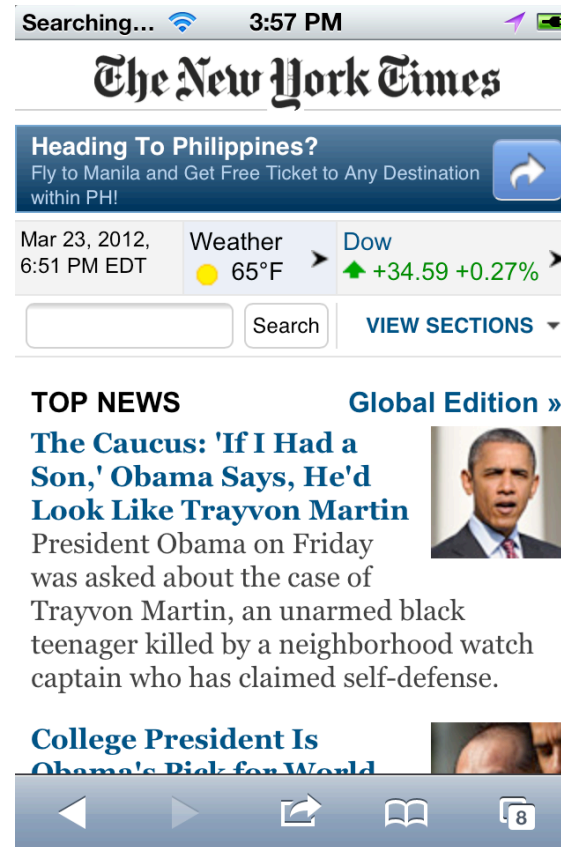 Searching... 3:57 PM
The New York Times
Heading To Philippines?
Fly to Manila and Get Free Ticket to Any Destination
within PH!
Mar 23, 2012,
6:51 PM EDT
Weather
65°F
Dow
+34.59 +0.27%
Search
VIEW SECTIONS
TOP NEWS
Global Edition »
The Caucus: 'If I Had a
Son,' Obama Says, He'd
Look Like Trayvon Martin
President Obama on Friday
was asked about the case of
Trayvon Martin, an unarmed black
teenager killed by a neighborhood watch
captain who has claimed self-defense.
College President Is
Obama's Pick for World
8